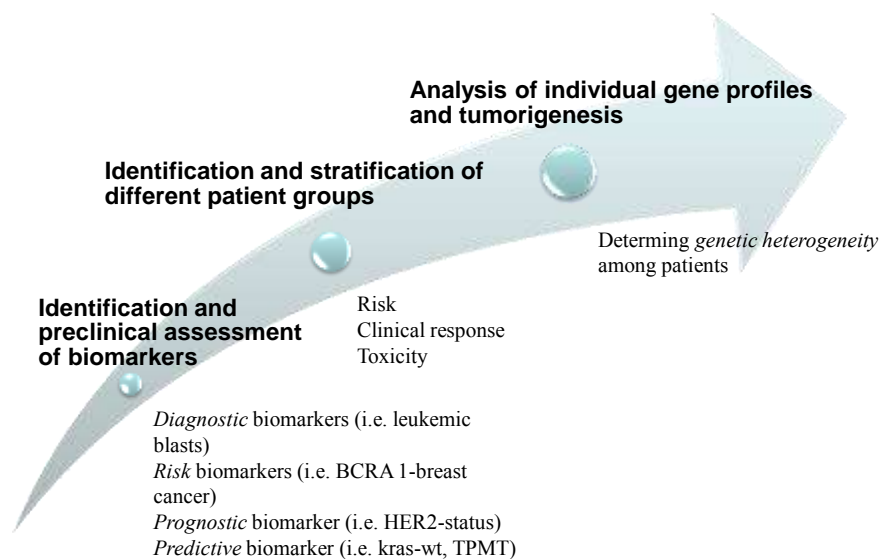 Analysis of individual gene profiles
and tumorigenesis
Identification and stratification of
different patient groups
Determing genetic heterogeneity
among patients
Identification and
preclinical assessment
of biomarkers
Risk
Clinical response
Toxicity
Diagnostic biomarkers (i.e. leukemic
blasts)
Risk biomarkers (i.e. BCRA 1-breast
cancer)
Prognostic biomarker (i.e. HER2-status)
Predictive biomarker (i.e. kras-wt, TPMT)